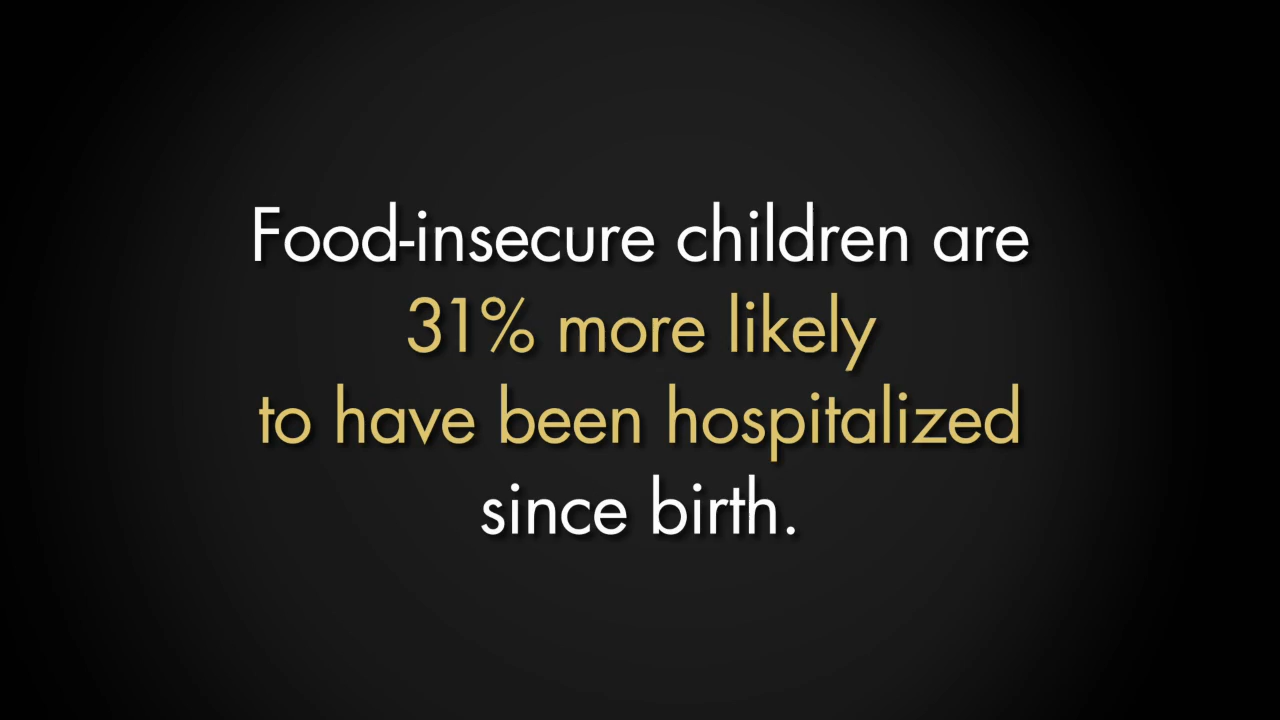 Food-insecure children are
31% more likely
to have been hospitalized
since birth.